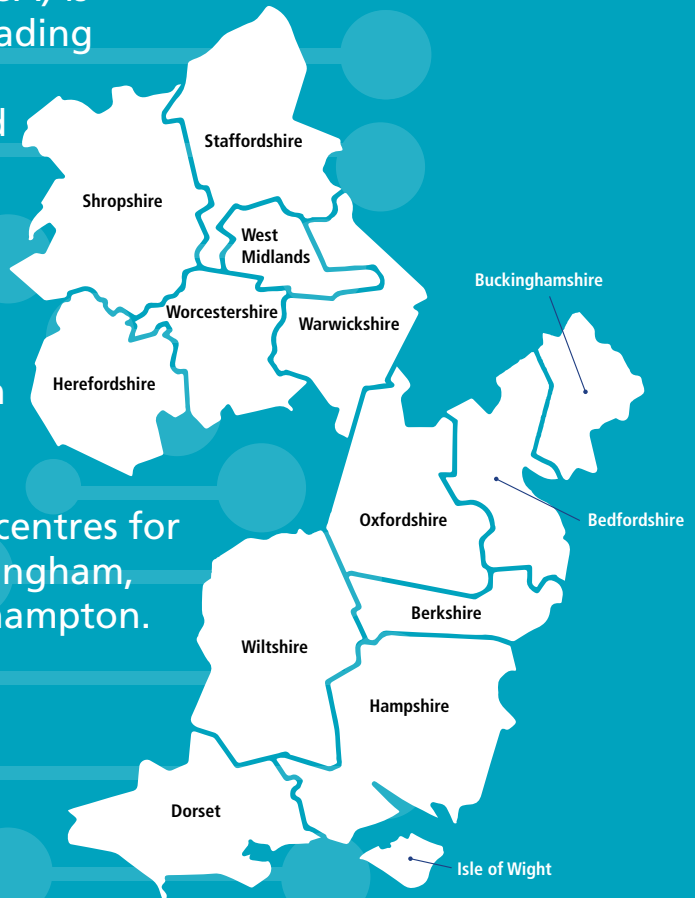 ading
Staffordshire
Shropshire
West
Midlands
Buckinghamshire
Worcestershire
Warwickshire
Herefordshire
centres for
Oxfordshire
Bedfordshire
ingham,
Berkshire
hampton.
Wiltshire
Hampshire
Dorset
Isle of Wight